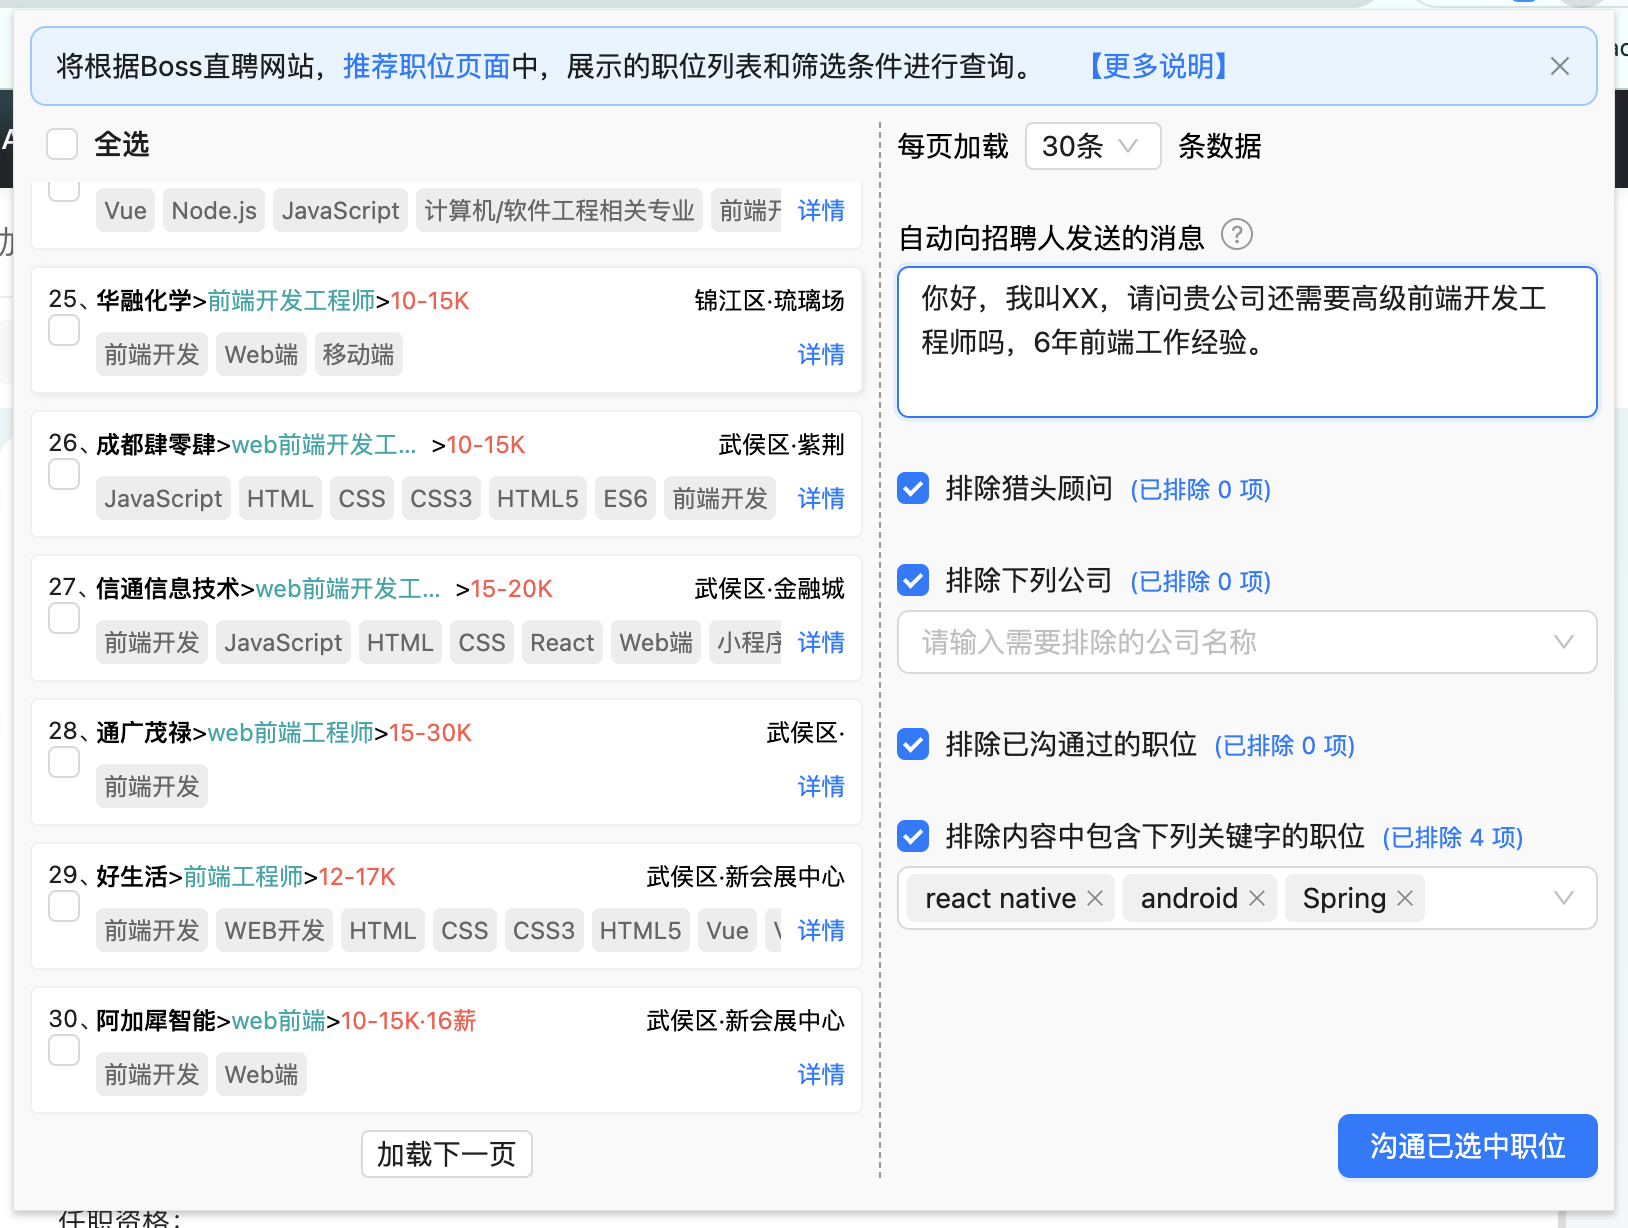 将根据Boss直聘网站，推荐职位页面中，展示的职位列表和筛选条件进行查询。 【更多说明】
全选
Vue Node.js JavaScript 计算机/软件工程相关专业 前端开 详情
25、华融化学>前端开发工程师>10-15K 锦江区·琉璃场
前端开发 Web端 移动端 详情
26、成都肆零肆>web前端开发工... >10-15K 武侯区·紫荆
JavaScript HTML CSS CSS3 HTML5 ES6 前端开发 详情
27、信通信息技术>web前端开发工... >15-20K 武侯区·金融城
前端开发 JavaScript HTML CSS React Web端 小程序 详情
28、通广茂禄>web前端工程师>15-30K 武侯区·
前端开发 详情
29、好生活>前端工程师>12-17K 武侯区·新会展中心
前端开发 WEB开发 HTML CSS CSS3 HTML5 Vue 详情
30、阿加犀智能>web前端>10-15K·16薪 武侯区·新会展中心
前端开发 Web端 详情
加载下一页
每页加载 30条 条数据
自动向招聘人发送的消息 ?
你好，我叫XX，请问贵公司还需要高级前端开发工
程师吗，6年前端工作经验。
排除猎头顾问 (已排除 0 项)
排除下列公司 (已排除 0 项)
请输入需要排除的公司名称
排除已沟通过的职位 (已排除 0 项)
排除内容中包含下列关键字的职位 (已排除 4 项)
react native android Spring
沟通已选中职位
任职资格：